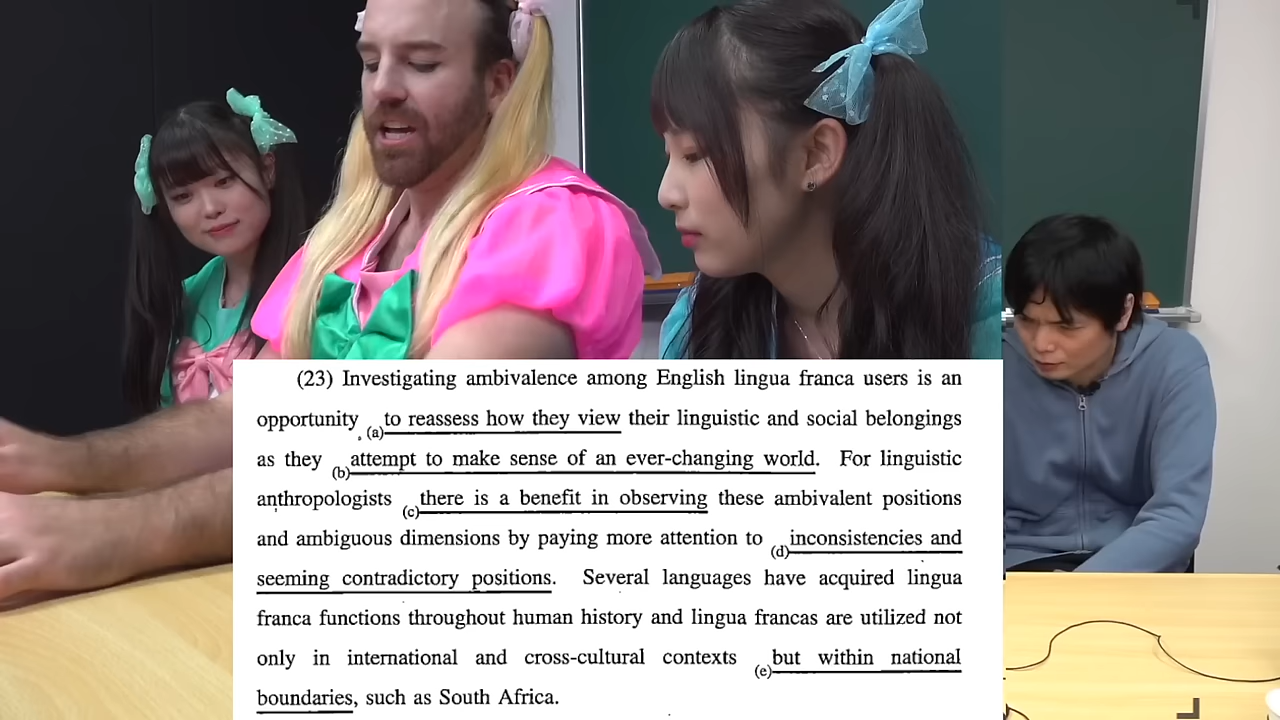 (23) Investigating ambivalence among English lingua franca users is an
opportunity (a)to reassess how they view their linguistic and social belongings
as they (b)attempt to make sense of an ever-changing world. For linguistic
anthropologists (c)there is a benefit in observing these ambivalent positions
and ambiguous dimensions by paying more attention to (d)inconsistencies and
seeming contradictory positions. Several languages have acquired lingua
franca functions throughout human history and lingua francas are utilized not
only in international and cross-cultural contexts (e)but within national
boundaries, such as South Africa.